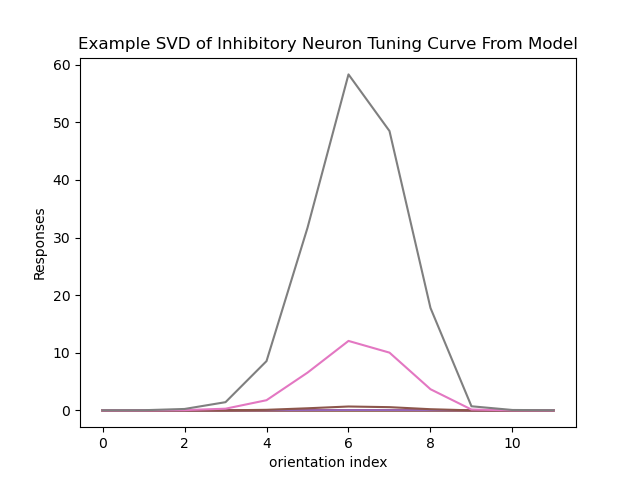 Example SVD of Inhibitory Neuron Tuning Curve From Model
60
50
40
30
20
10
0
Responses
0 2 4 6 8 10
orientation index